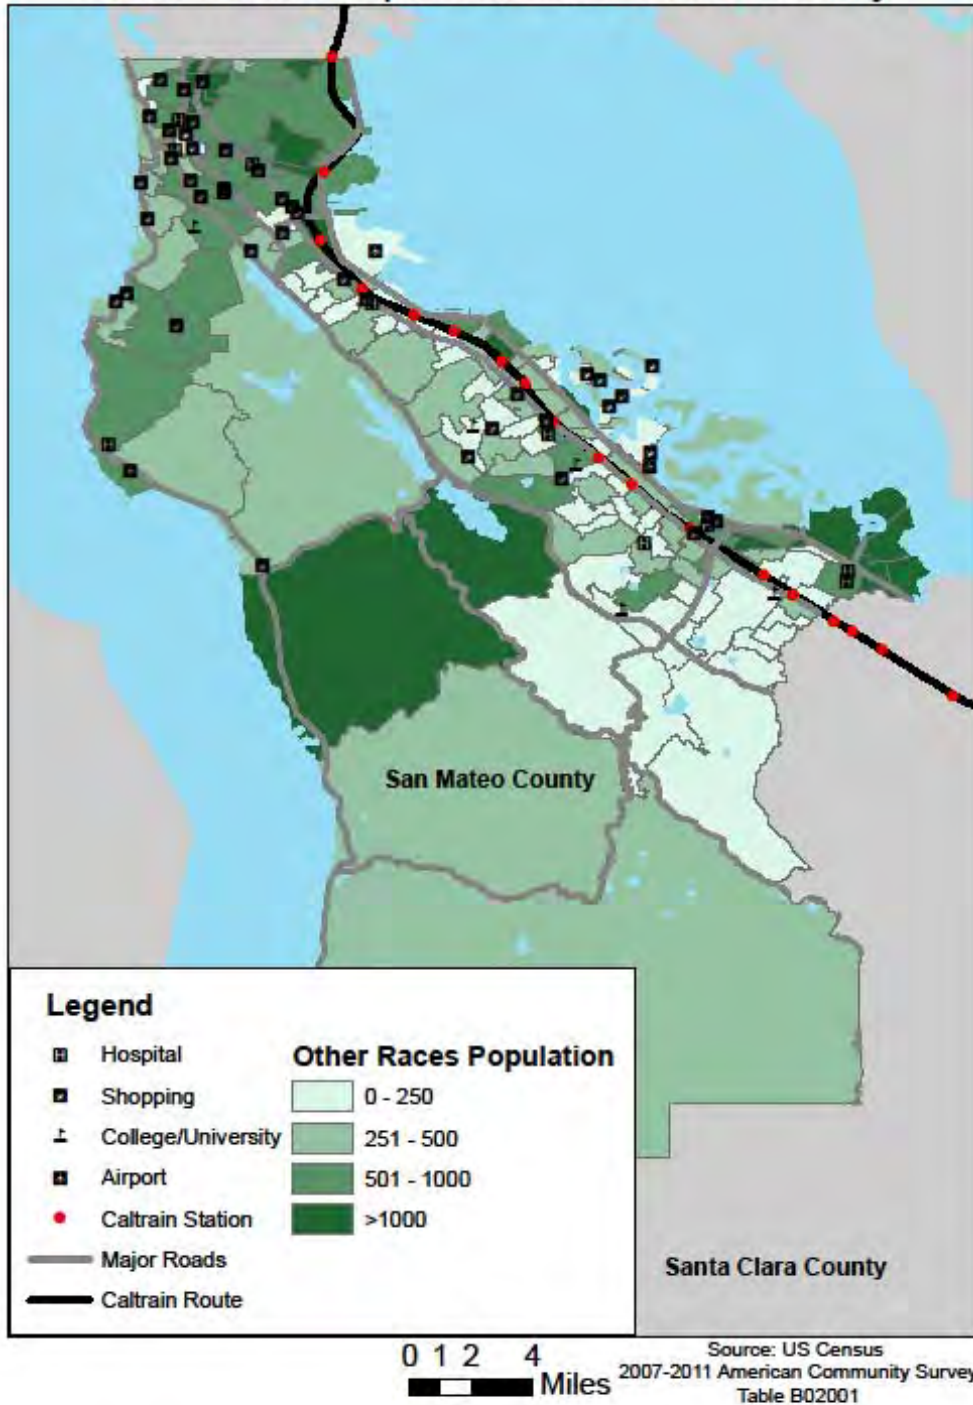 San Mateo County
Legend
Hospital
Shopping
College/University
Airport
Caltrain Station
Major Roads
Caltrain Route
Other Races Population
0 - 250
251 - 500
501 - 1000
>1000
Santa Clara County
0 1 2 4
Miles
Source: US Census
2007-2011 American Community Survey
Table B02001